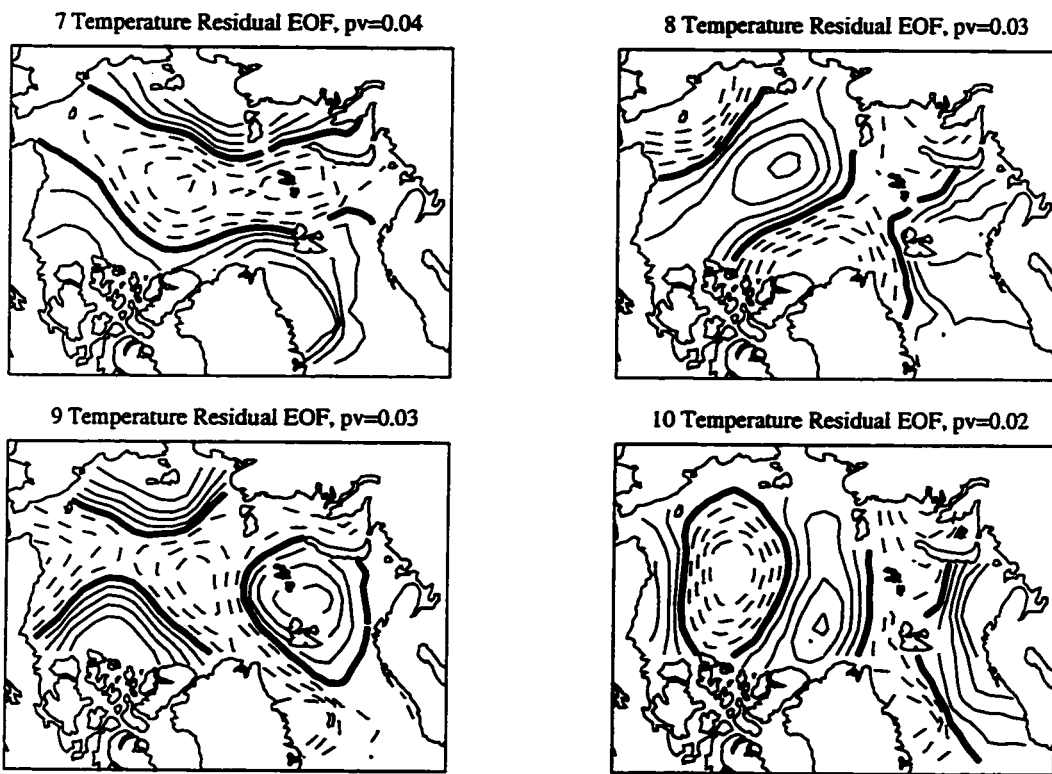 7 Temperature Residual EOF, pv=0.04
8 Temperature Residual EOF, pv=0.03
9 Temperature Residual EOF, pv=0.03
10 Temperature Residual EOF, pv=0.02